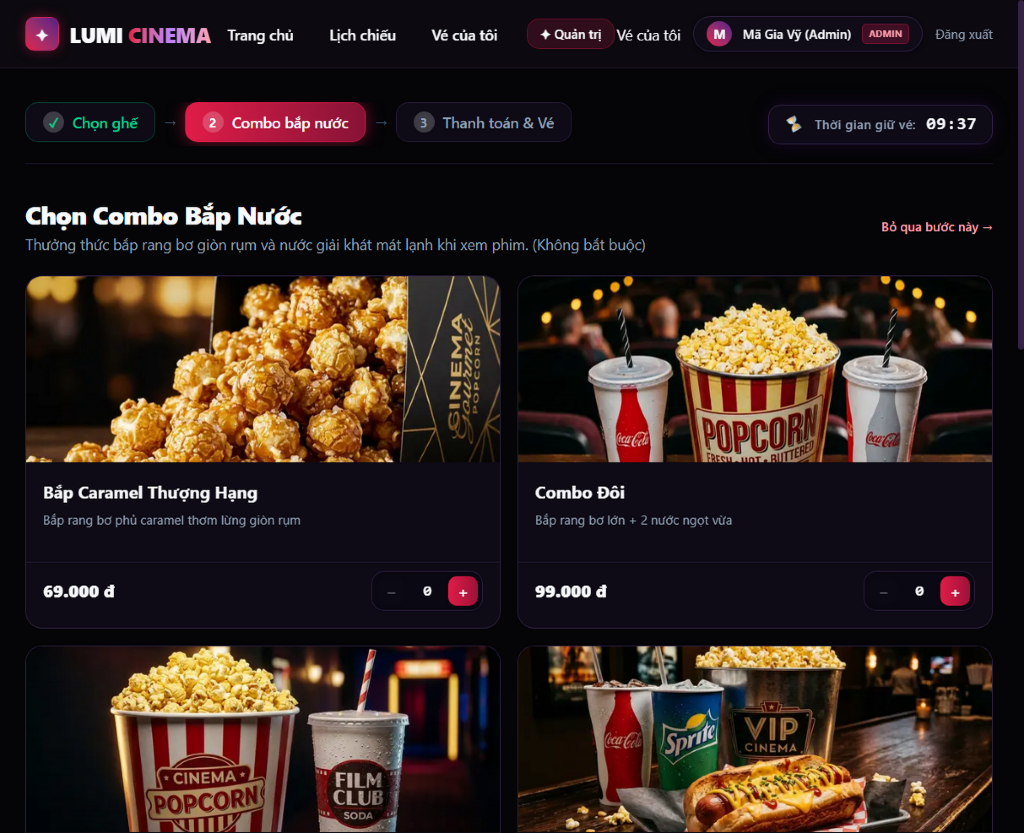 LUMI CINEMA Trang chủ Lịch chiếu Vé của tôi ✦ Quản trị Vé của tôi M Mã Gia Vỹ (Admin) ADMIN Đăng xuất
✓ Chọn ghế → 2 Combo bắp nước → 3 Thanh toán & Vé Thời gian giữ vé: 09:37
Chọn Combo Bắp Nước
Thưởng thức bắp rang bơ giòn rụm và nước giải khát mát lạnh khi xem phim. (Không bắt buộc)
Bỏ qua bước này →
CINEMA
Gourmet
POPCORN
Coca-Cola
POPCORN
FRESH · HOT · BUTTERED
Coca-Cola
Bắp Caramel Thượng Hạng
Bắp rang bơ phủ caramel thơm lừng giòn rụm
69.000 đ
− 0 +
Combo Đôi
Bắp rang bơ lớn + 2 nước ngọt vừa
99.000 đ
− 0 +
CINEMA
POPCORN
FILM
CLUB
SODA
Coca-Cola
Sprite
VIP
CINEMA